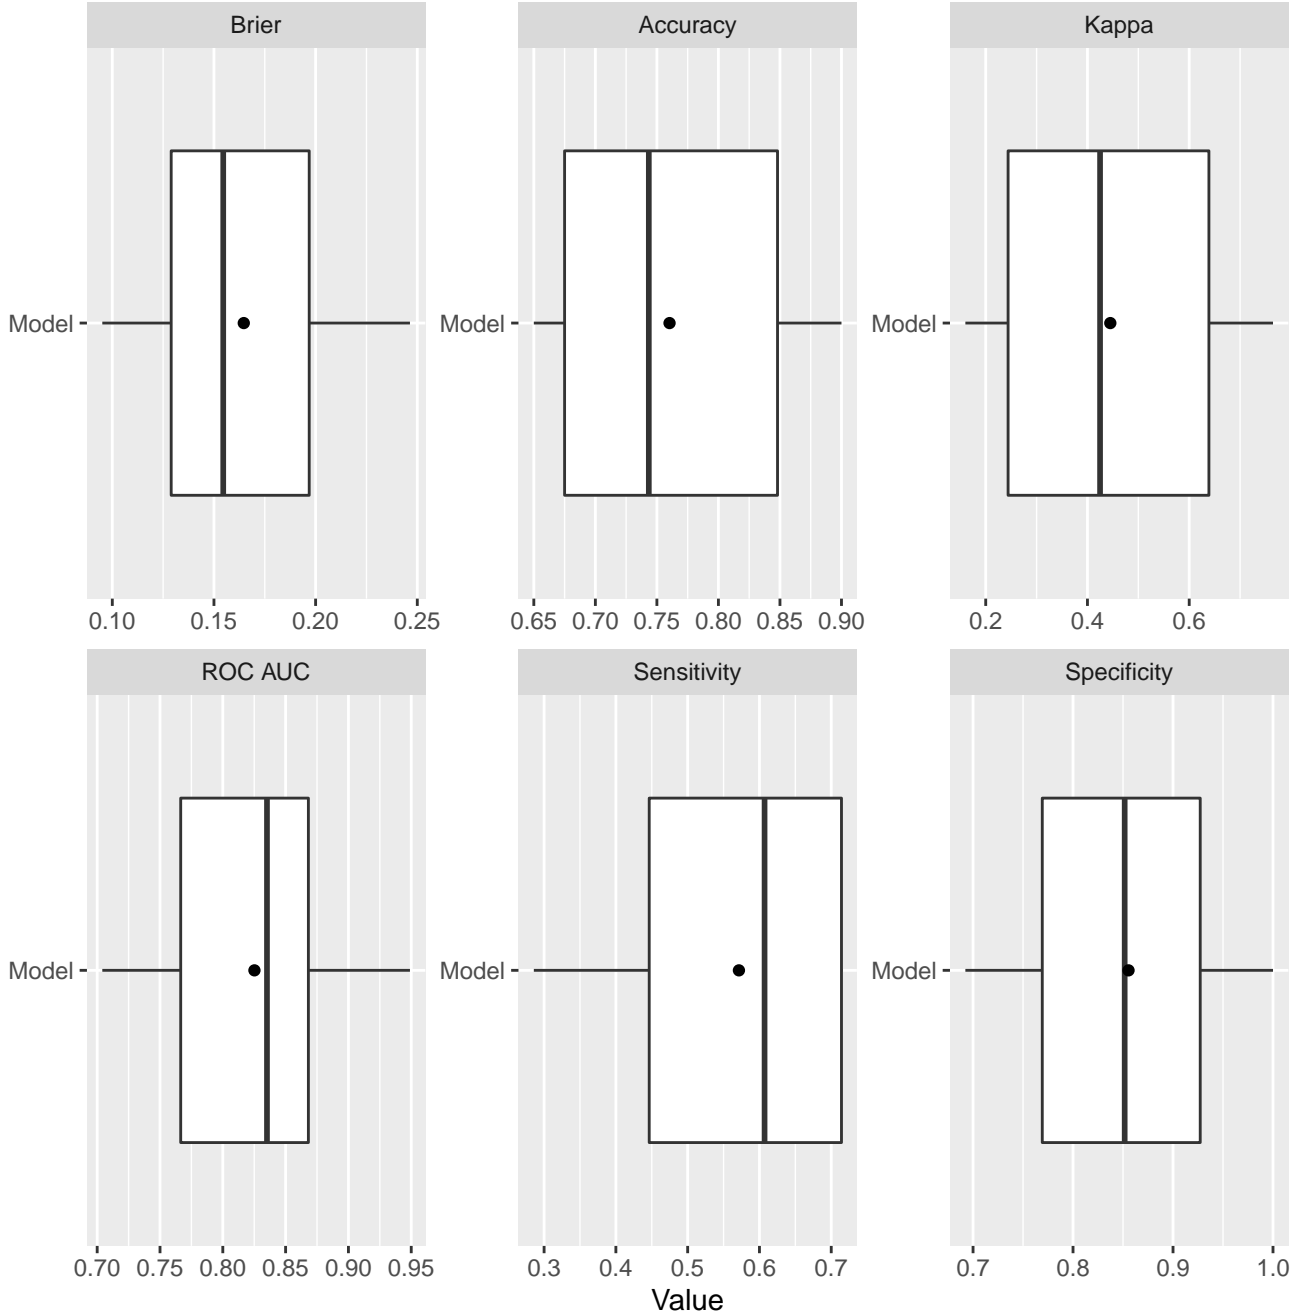 Brier Accuracy Kappa
Model Model Model
0.10 0.15 0.20 0.25 0.65 0.70 0.75 0.80 0.85 0.90 0.2 0.4 0.6
ROC AUC Sensitivity Specificity
Model Model Model
0.70 0.75 0.80 0.85 0.90 0.95 0.3 0.4 0.5 0.6 0.7 0.7 0.8 0.9 1.0
Value